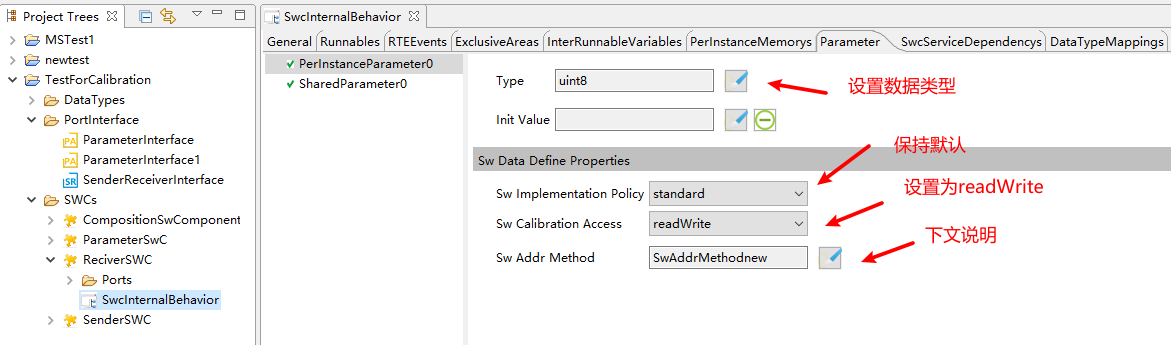 Project Trees
MSTest1
newtest
TestForCalibration
DataTypes
PortInterface
ParameterInterface
ParameterInterface1
SenderReceiverInterface
SWCs
CompositionSwComponent
ParameterSwC
ReciverSWC
Ports
SwcInternalBehavior
SenderSWC
SwcInternalBehavior
General Runnables RTEEvents ExclusiveAreas InterRunnableVariables PerInstanceMemorys Parameter SwcServiceDependencys DataTypeMappings
PerInstanceParameter0
SharedParameter0
Type uint8 设置数据类型
Init Value
Sw Data Define Properties 保持默认
Sw Implementation Policy standard
设置为readWrite
Sw Calibration Access readWrite
下文说明
Sw Addr Method SwAddrMethodnew